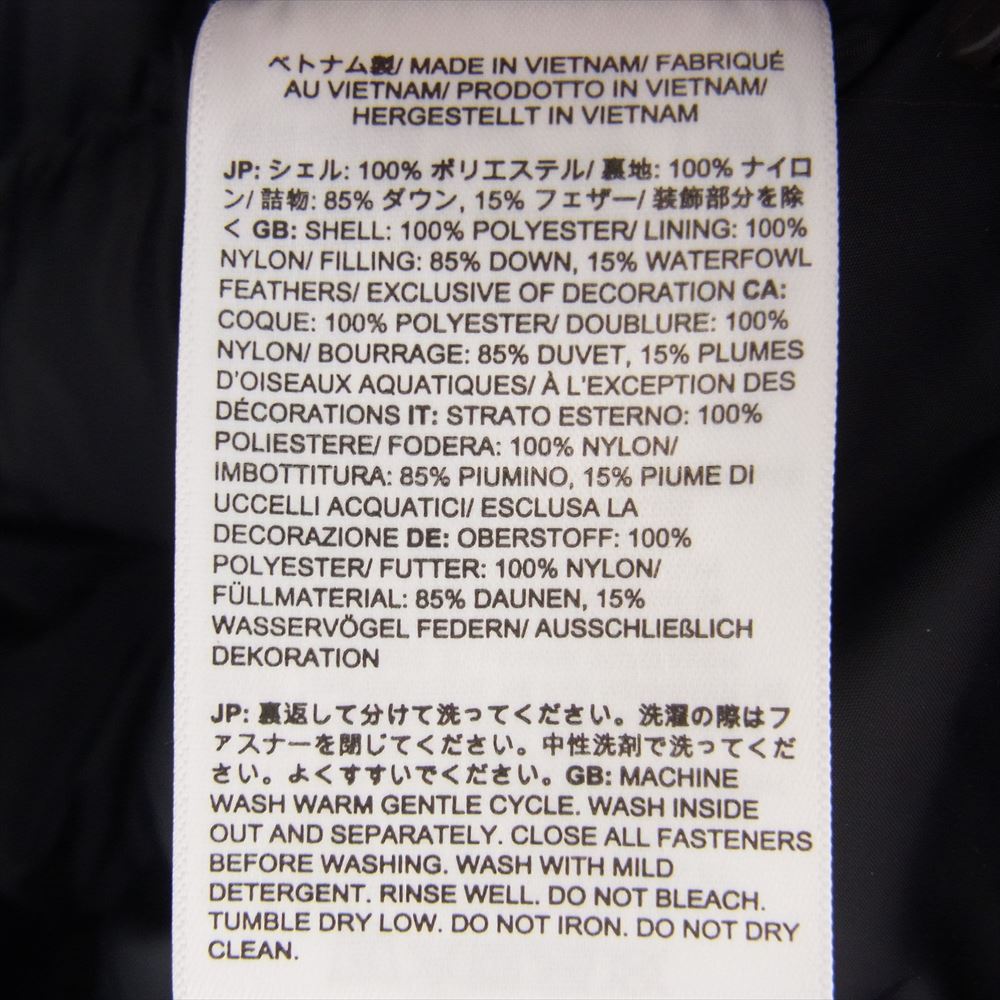 ベトナム製/ MADE IN VIETNAM/ FABRIQUÉ
AU VIETNAM/ PRODOTTO IN VIETNAM/
HERGESTELLT IN VIETNAM
JP: シェル: 100% ポリエステル/ 裏地: 100% ナイロ
ン/ 詰物: 85% ダウン, 15% フェザー/ 装飾部分を除
く GB: SHELL: 100% POLYESTER/ LINING: 100%
NYLON/ FILLING: 85% DOWN, 15% WATERFOWL
FEATHERS/ EXCLUSIVE OF DECORATION CA:
COQUE: 100% POLYESTER/ DOUBLURE: 100%
NYLON/ BOURRAGE: 85% DUVET, 15% PLUMES
D'OISEAUX AQUATIQUES/ À L'EXCEPTION DES
DÉCORATIONS IT: STRATO ESTERNO: 100%
POLIESTERE/ FODERA: 100% NYLON/
IMBOTTITURA: 85% PIUMINO, 15% PIUME DI
UCCELLI ACQUATICI/ ESCLUSA LA
DECORAZIONE DE: OBERSTOFF: 100%
POLYESTER/ FUTTER: 100% NYLON/
FÜLLMATERIAL: 85% DAUNEN, 15%
WASSERVÖGEL FEDERN/ AUSSCHLIEßLICH
DEKORATION
JP: 裏返して分けて洗ってください。洗濯の際はフ
ァスナーを閉じてください。中性洗剤で洗ってくだ
さい。よくすすいでください。GB: MACHINE
WASH WARM GENTLE CYCLE. WASH INSIDE
OUT AND SEPARATELY. CLOSE ALL FASTENERS
BEFORE WASHING. WASH WITH MILD
DETERGENT. RINSE WELL. DO NOT BLEACH.
TUMBLE DRY LOW. DO NOT IRON. DO NOT DRY
CLEAN.